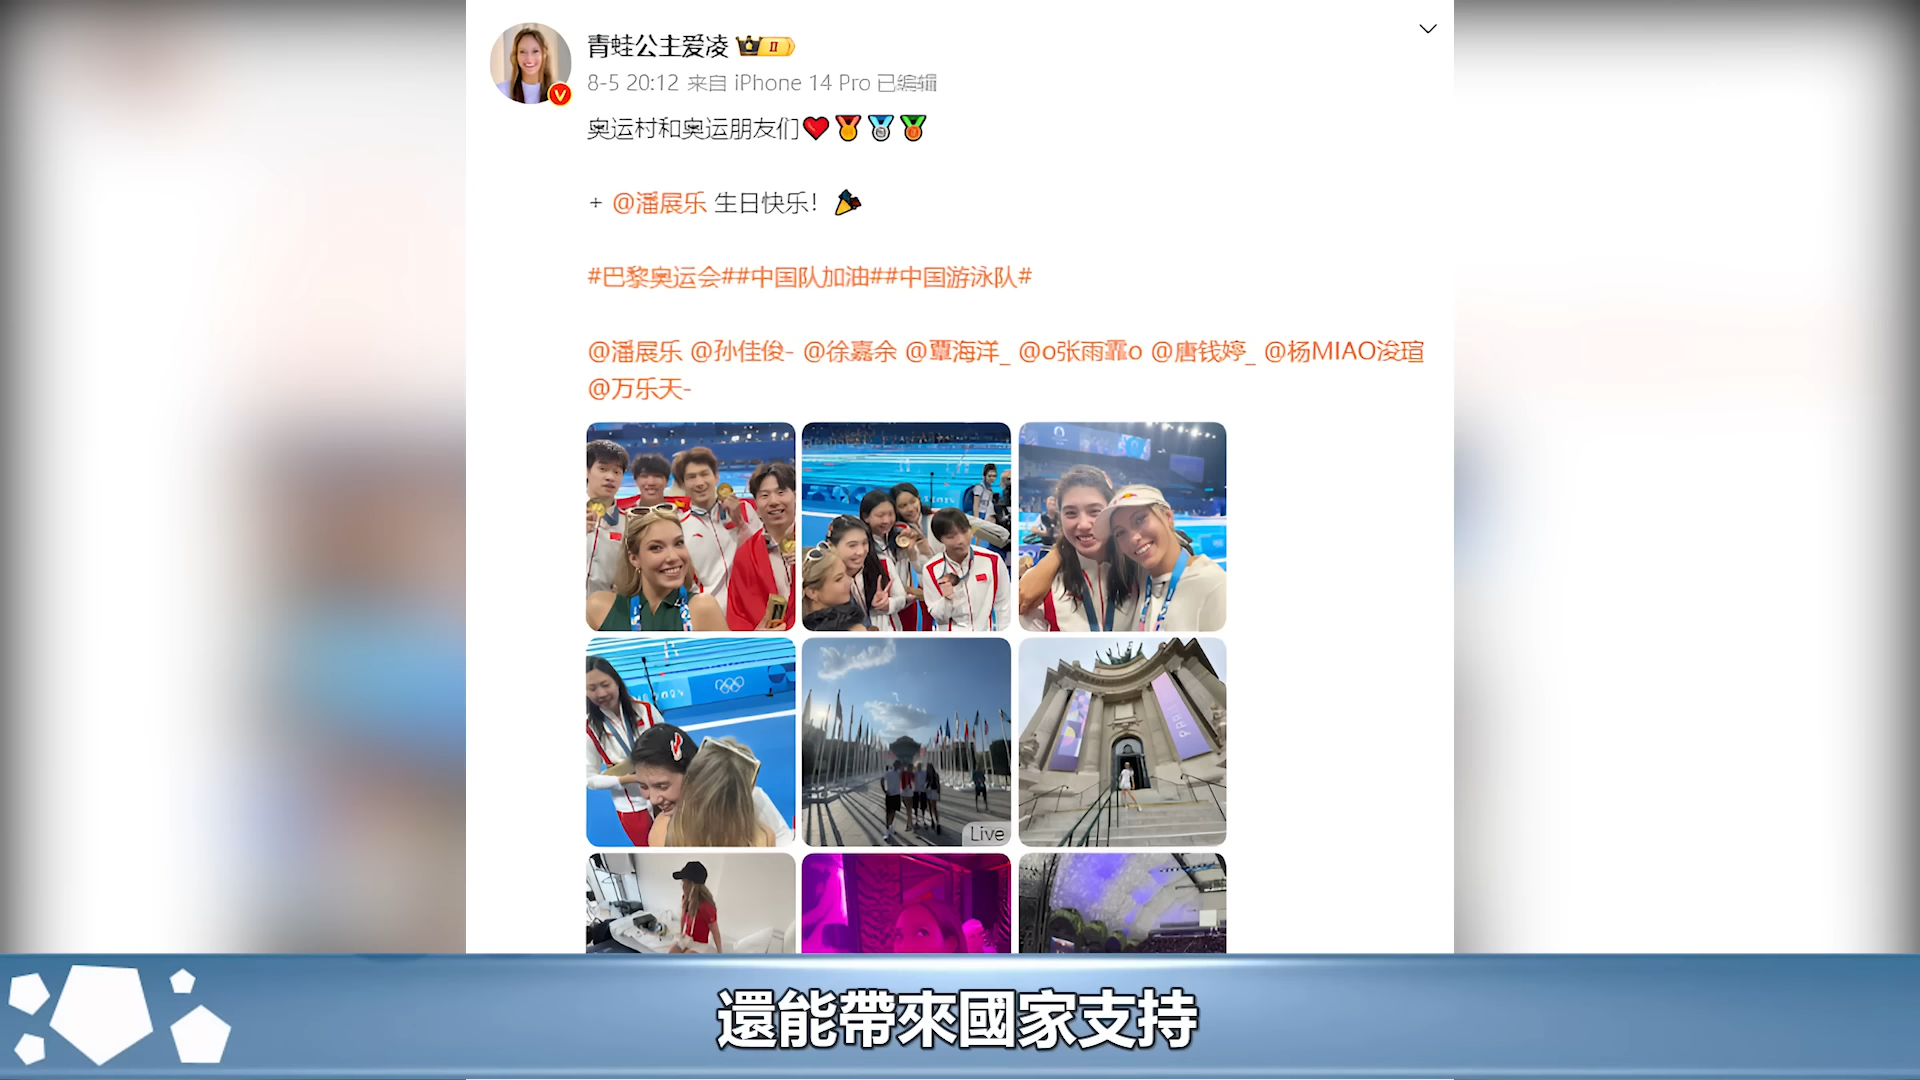 青蛙公主爱凌 II
8-5 20:12 来自 iPhone 14 Pro 已编辑
奥运村和奥运朋友们
+ @潘展乐 生日快乐！
#巴黎奥运会##中国队加油##中国游泳队#
@潘展乐 @孙佳俊- @徐嘉余 @覃海洋_ @o张雨霏o @唐钱婷_ @杨MIAO浚瑄
@万乐天-
Live
還能帶來國家支持